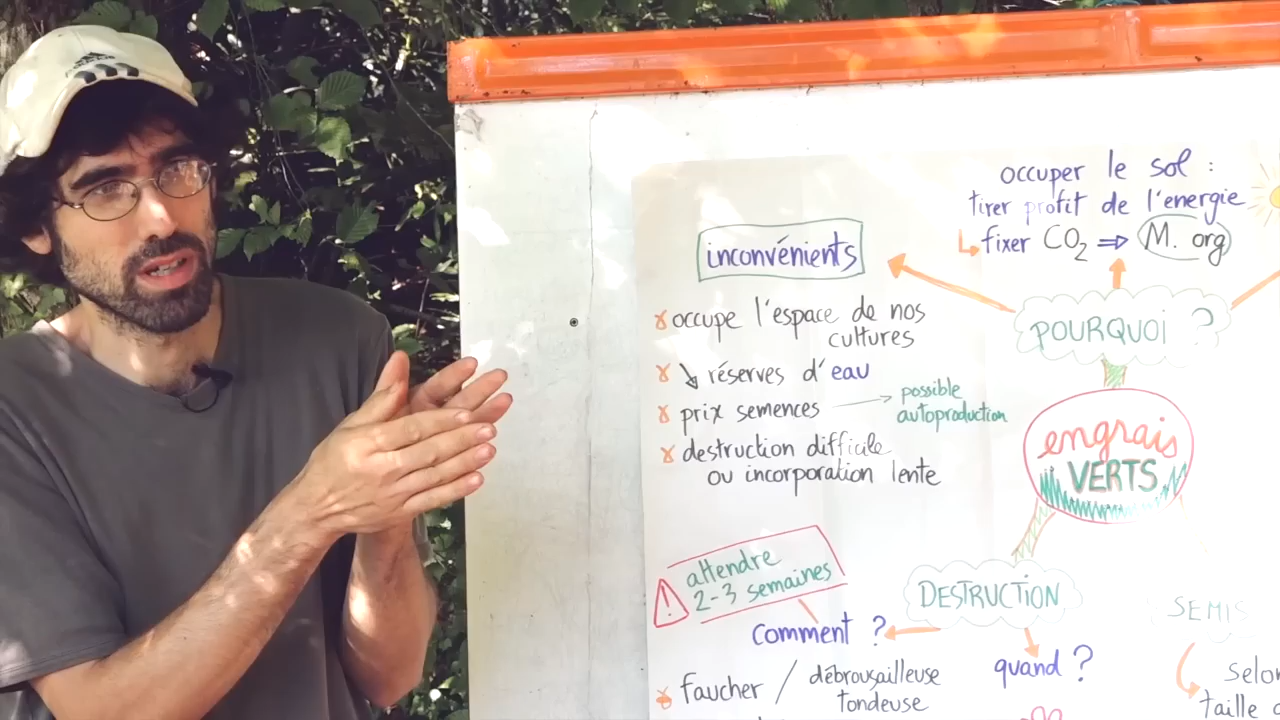 occuper le sol :
tirer profit de l'energie
fixer CO2 ⇒ M. org
inconvénients
POURQUOI ?
occupe l'espace de nos
cultures
↘ réserves d'eau
prix semences → possible
autoproduction
destruction difficile
ou incorporation lente
engrais
VERTS
attendre
2-3 semaines
DESTRUCTION
SEMIS
comment ?
quand ?
faucher / débrousailleuse
tondeuse
taille